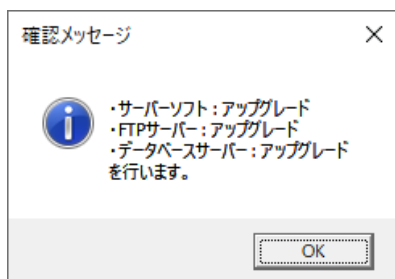 確認メッセージ
・サーバーソフト：アップグレード
・FTPサーバー：アップグレード
・データベースサーバー：アップグレード
を行います。
OK